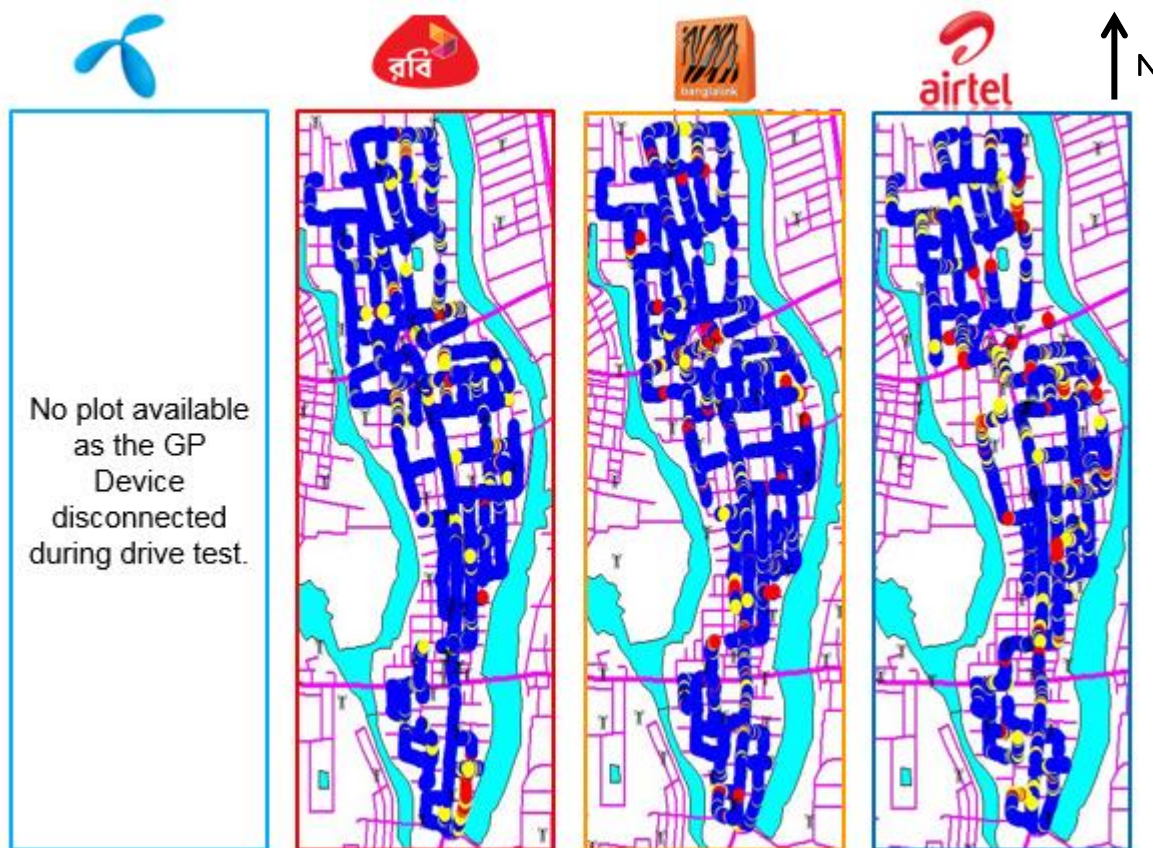 রবি
banglalink
airtel
N
No plot available
as the GP
Device
disconnected
during drive test.